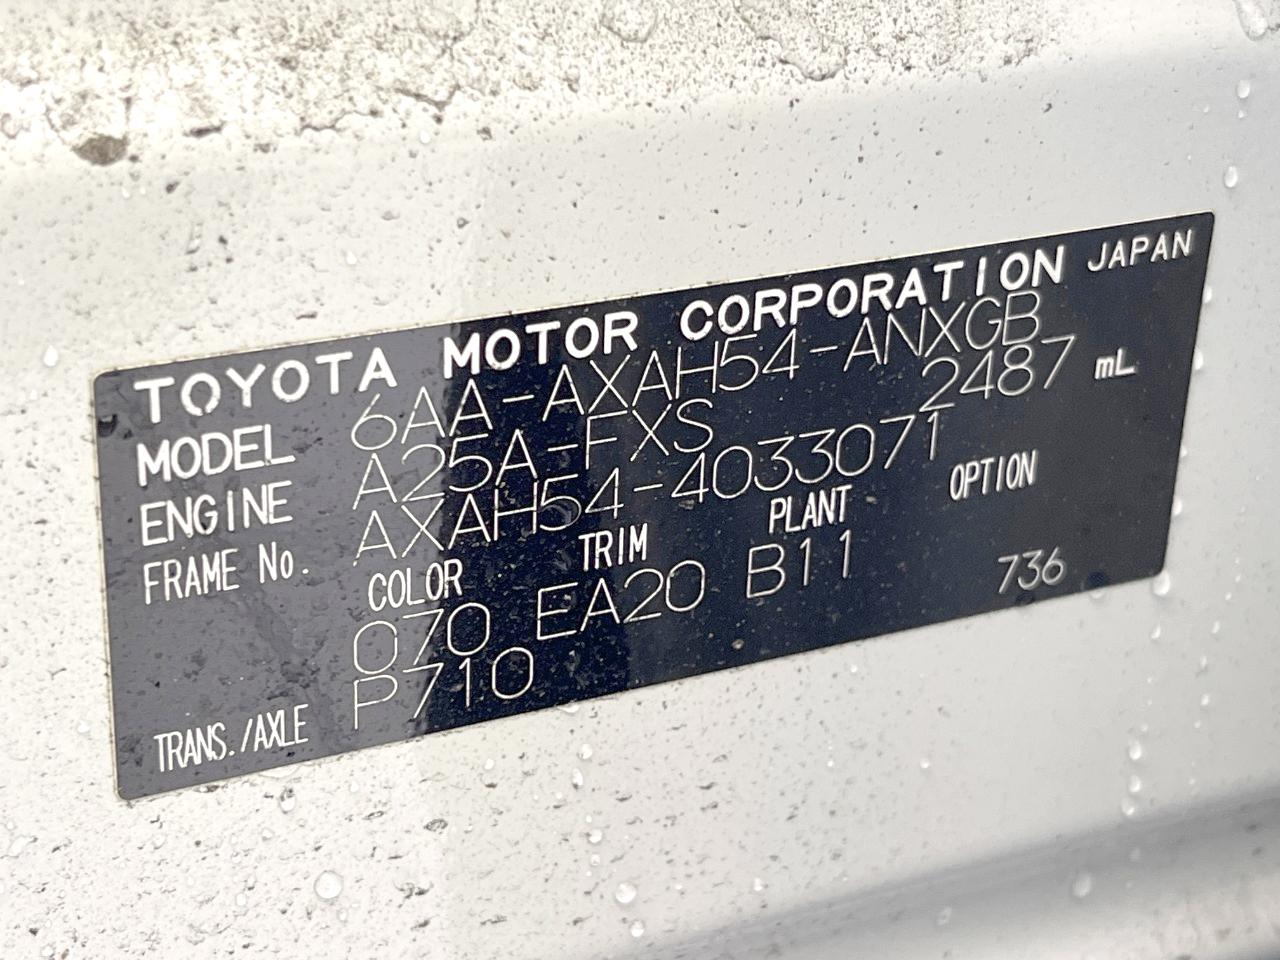 TOYOTA MOTOR CORPORATION JAPAN
MODEL 6AA-AXAH54-ANXGB
ENGINE A25A-FXS 2487 mL
FRAME No. AXAH54-4033071
COLOR TRIM PLANT OPTION
070 EA20 B11 736
TRANS./AXLE P710